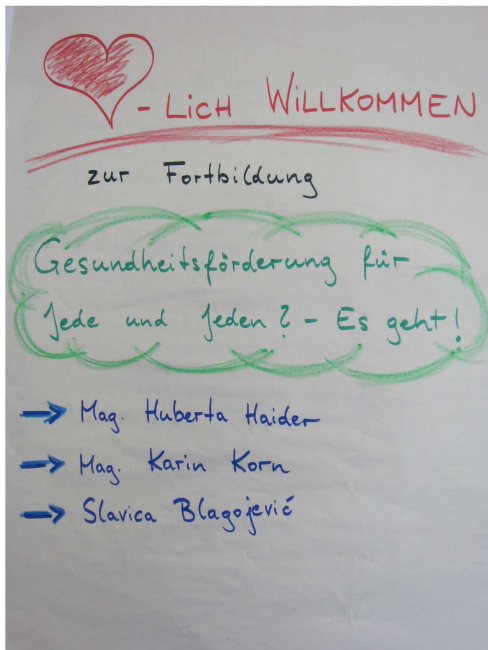 - LICH WILLKOMMEN
zur Fortbildung
Gesundheitsförderung für
Jede und Jeden? - Es geht!
→ Mag. Huberta Haider
→ Mag. Karin Korn
→ Slavica Blagojević